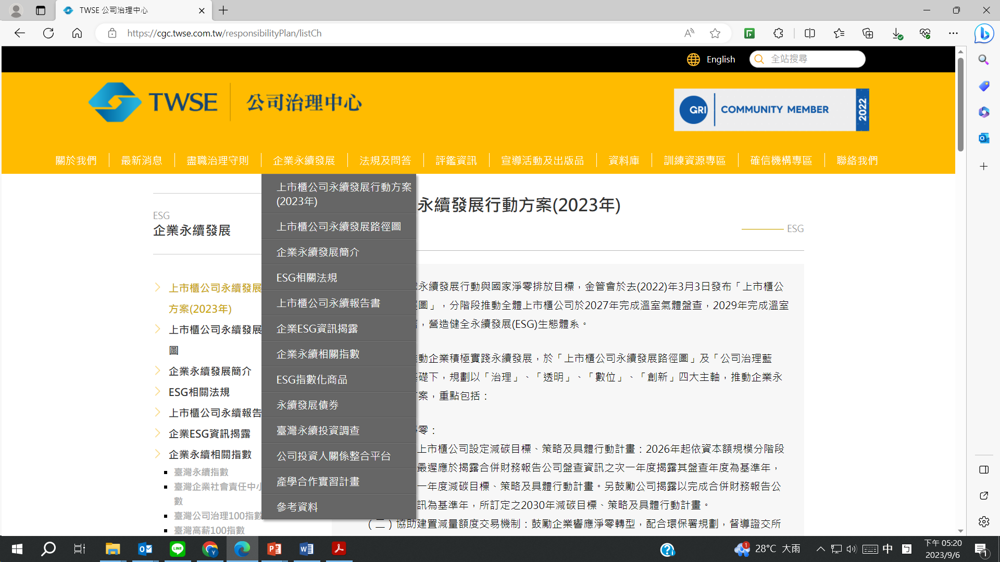 TWSE 公司治理中心
https://cgc.twse.com.tw/responsibilityPlan/listCh
English
全站搜尋
TWSE
公司治理中心
GRI
COMMUNITY MEMBER
2022
關於我們
最新消息
盡職治理守則
企業永續發展
法規及問答
評鑑資訊
宣導活動及出版品
資料庫
訓練資源專區
確信機構專區
聯絡我們
上市櫃公司永續發展行動方案
(2023年)
上市櫃公司永續發展路徑圖
企業永續發展簡介
ESG相關法規
上市櫃公司永續報告書
企業ESG資訊揭露
企業永續相關指數
ESG指數化商品
永續發展債券
臺灣永續投資調查
公司投資人關係整合平台
產學合作實習計畫
參考資料
ESG
企業永續發展
上市櫃公司永續發展
方案(2023年)
上市櫃公司永續發展
圖
企業永續發展簡介
ESG相關法規
上市櫃公司永續報告
企業ESG資訊揭露
企業永續相關指數
臺灣永續指數
臺灣企業社會責任中小
數
臺灣公司治理100指數
臺灣高薪100指數
永續發展行動方案(2023年)
ESG
永續發展行動與國家淨零排放目標，金管會於去(2022)年3月3日發布「上市櫃公
圖」，分階段推動全體上市櫃公司於2027年完成溫室氣體盤查，2029年完成溫室
，營造健全永續發展(ESG)生態體系。
動企業積極實踐永續發展，於「上市櫃公司永續發展路徑圖」及「公司治理藍
礎下，規劃以「治理」、「透明」、「數位」、「創新」四大主軸，推動企業永
案，重點包括：
零：
上市櫃公司設定減碳目標、策略及具體行動計畫：2026年起依資本額規模分階段
最遲應於揭露合併財務報告公司盤查資訊之次一年度揭露其盤查年度為基準年，
一年度減碳目標、策略及具體行動計畫。另鼓勵公司揭露以完成合併財務報告公
訊為基準年，所訂定之2030年減碳目標、策略及具體行動計畫。
（二）協助建置減量額度交易機制：鼓勵企業響應淨零轉型，配合環保署規劃，督導證交所
28°C 大雨
中
下午 05:20
2023/9/6